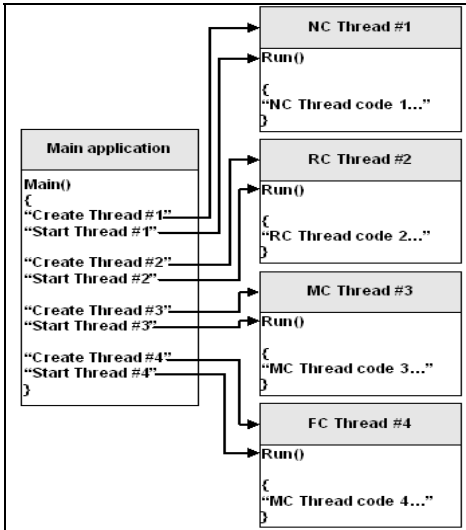 Main application
Main()
{
“Create Thread #1”
“Start Thread #1”
“Create Thread #2”
“Start Thread #2”
“Create Thread #3”
“Start Thread #3”
“Create Thread #4”
“Start Thread #4”
}
NC Thread #1
Run()
{
“NC Thread code 1...”
}
RC Thread #2
Run()
{
“RC Thread code 2...”
}
MC Thread #3
Run()
{
“MC Thread code 3...”
}
FC Thread #4
Run()
{
“MC Thread code 4...”
}